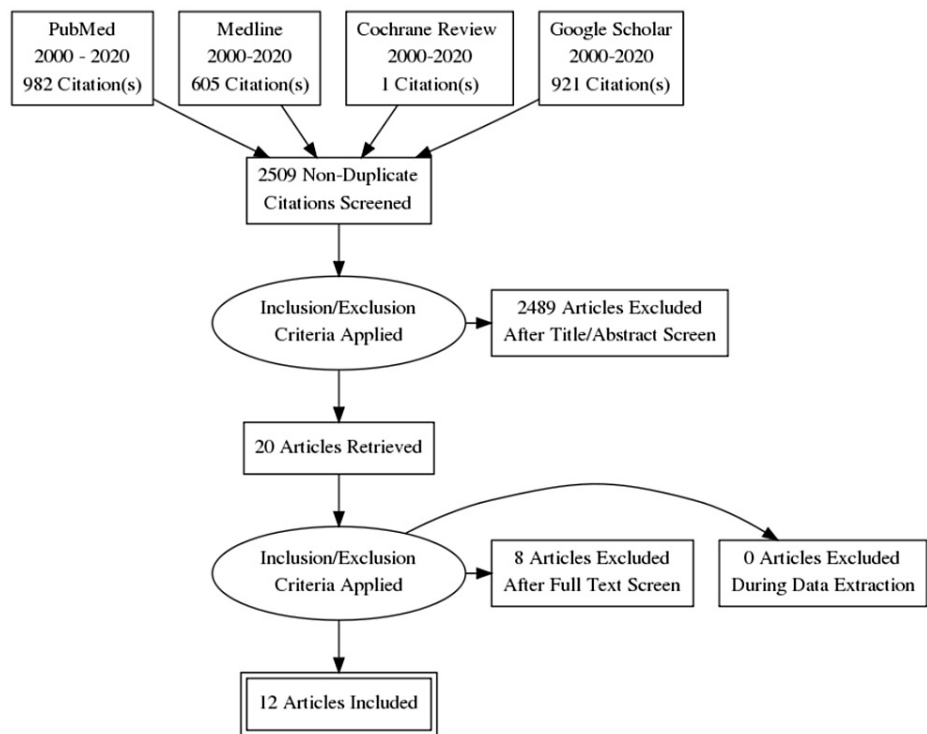 PubMed
2000 - 2020
982 Citation(s)
Medline
2000-2020
605 Citation(s)
Cochrane Review
2000-2020
1 Citation(s)
Google Scholar
2000-2020
921 Citation(s)
2509 Non-Duplicate
Citations Screened
Inclusion/Exclusion
Criteria Applied
2489 Articles Excluded
After Title/Abstract Screen
20 Articles Retrieved
Inclusion/Exclusion
Criteria Applied
8 Articles Excluded
After Full Text Screen
0 Articles Excluded
During Data Extraction
12 Articles Included